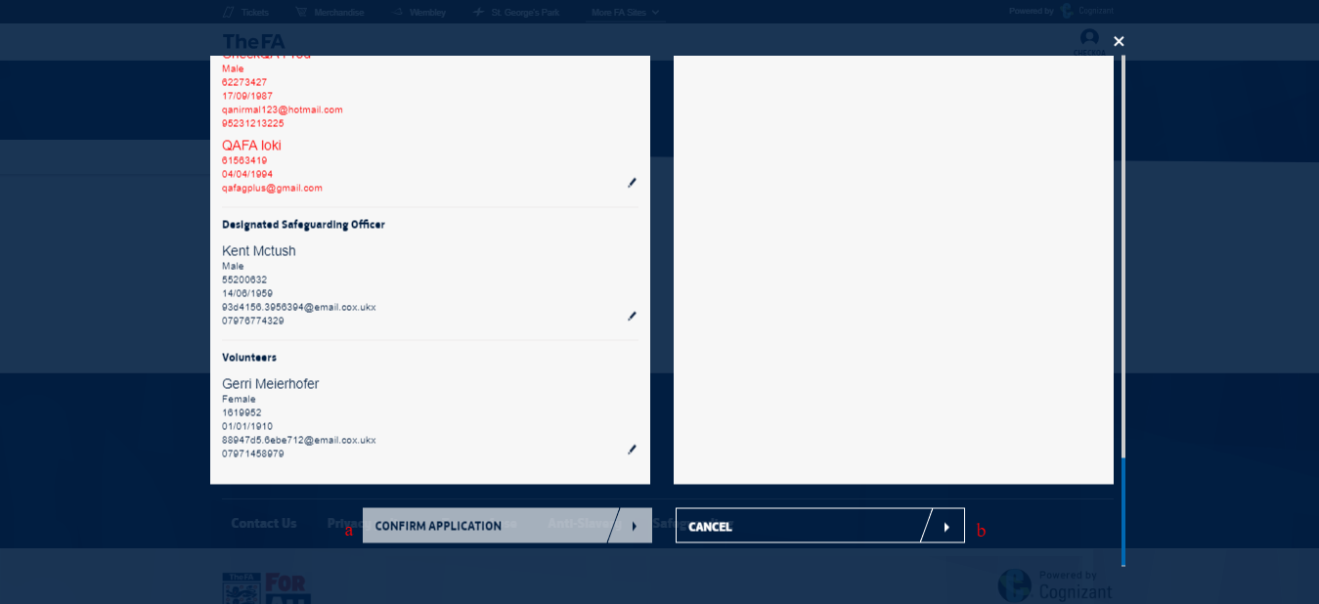 Tickets
Merchandise
Wembley
St. George's Park
More FA Sites
Powered by
Cognizant
TheFA
Male
62273427
17/09/1987
qanirmal123@hotmail.com
95231213225
QAFA loki
61563419
04/04/1994
qafagplus@gmail.com
Designated Safeguarding Officer
Kent Mctush
Male
55200632
14/06/1959
93d4156.3956394@email.cox.ukx
07976774329
Volunteers
Gerri Meierhofer
Female
1619952
01/01/1910
88947d5.6ebe712@email.cox.ukx
07971458979
Contact Us
a CONFIRM APPLICATION
CANCEL b
TheFA FOR
Powered by
Cognizant